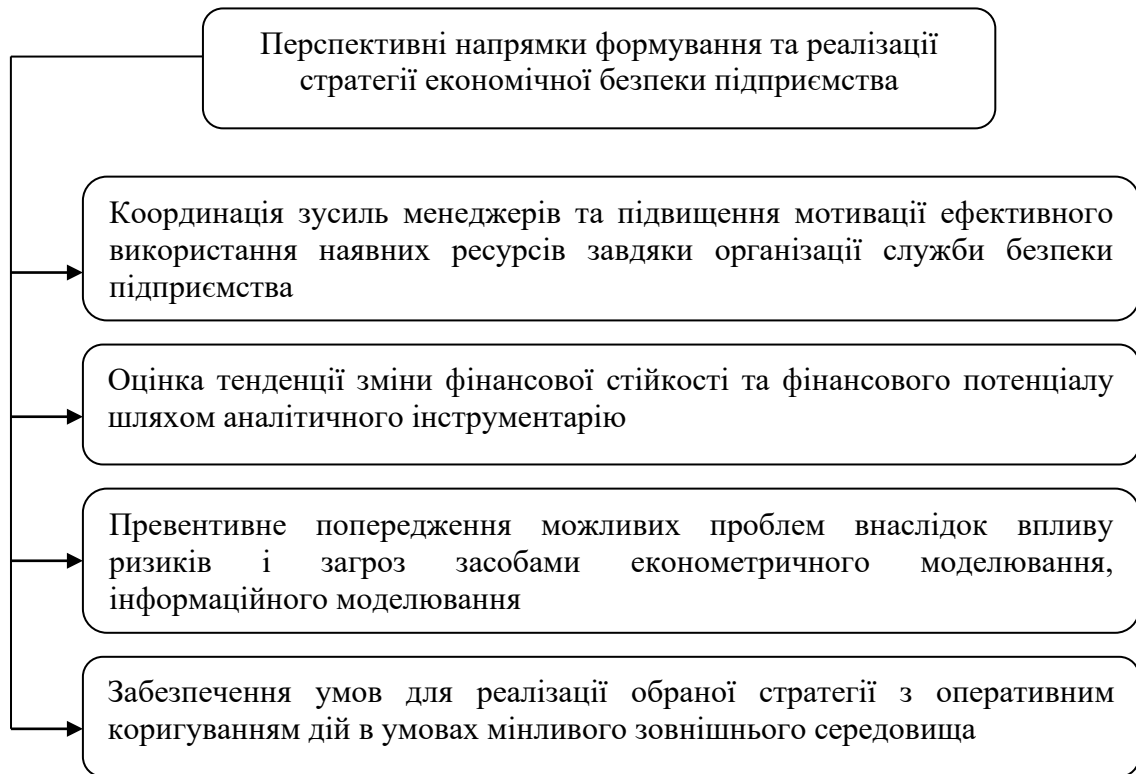 Перспективні напрямки формування та реалізації
стратегії економічної безпеки підприємства
Координація зусиль менеджерів та підвищення мотивації ефективного
використання наявних ресурсів завдяки організації служби безпеки
підприємства
Оцінка тенденції зміни фінансової стійкості та фінансового потенціалу
шляхом аналітичного інструментарію
Превентивне попередження можливих проблем внаслідок впливу
ризиків і загроз засобами економетричного моделювання,
інформаційного моделювання
Забезпечення умов для реалізації обраної стратегії з оперативним
коригуванням дій в умовах мінливого зовнішнього середовища